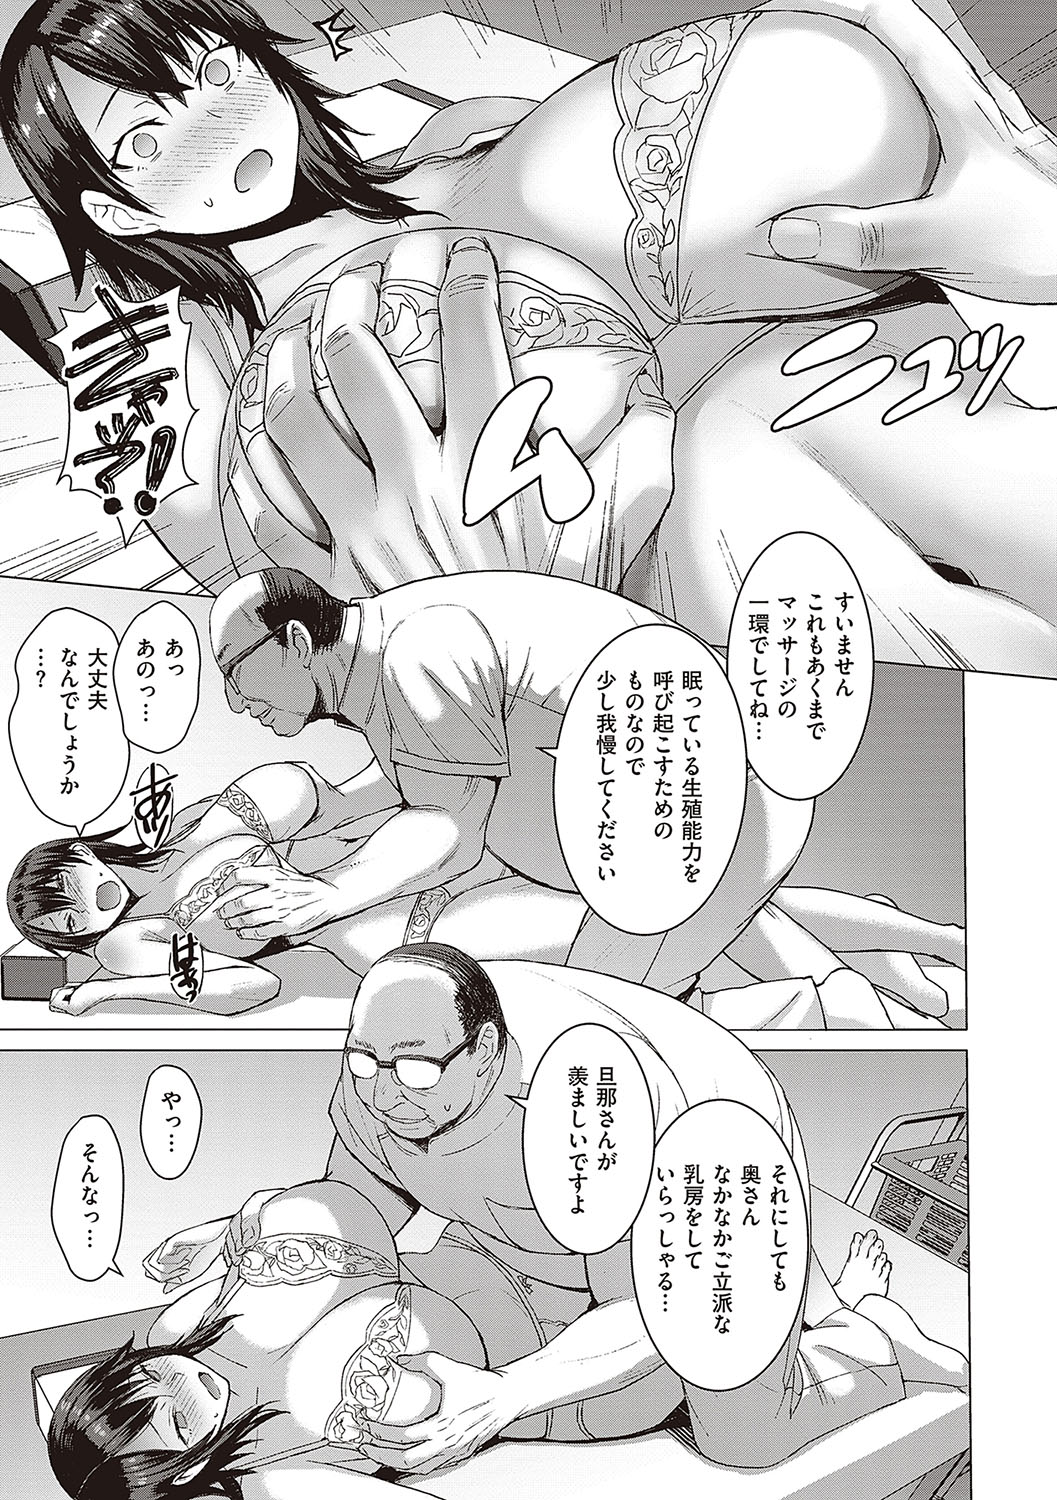 きゃっ?!
ニュッ
ム
すいません
これもあくまで
マッサージの
一環でしてね…
眠っている生殖能力を
呼び起こすための
ものなので
少し我慢してください
あっ
あのっ…
大丈夫
なんでしょうか
…?
あッ
はぁっ
それにしても
奥さん
なかなかご立派な
乳房をして
いらっしゃる…
旦那さんが
羨ましいですよ
やっ…
そんなっ…